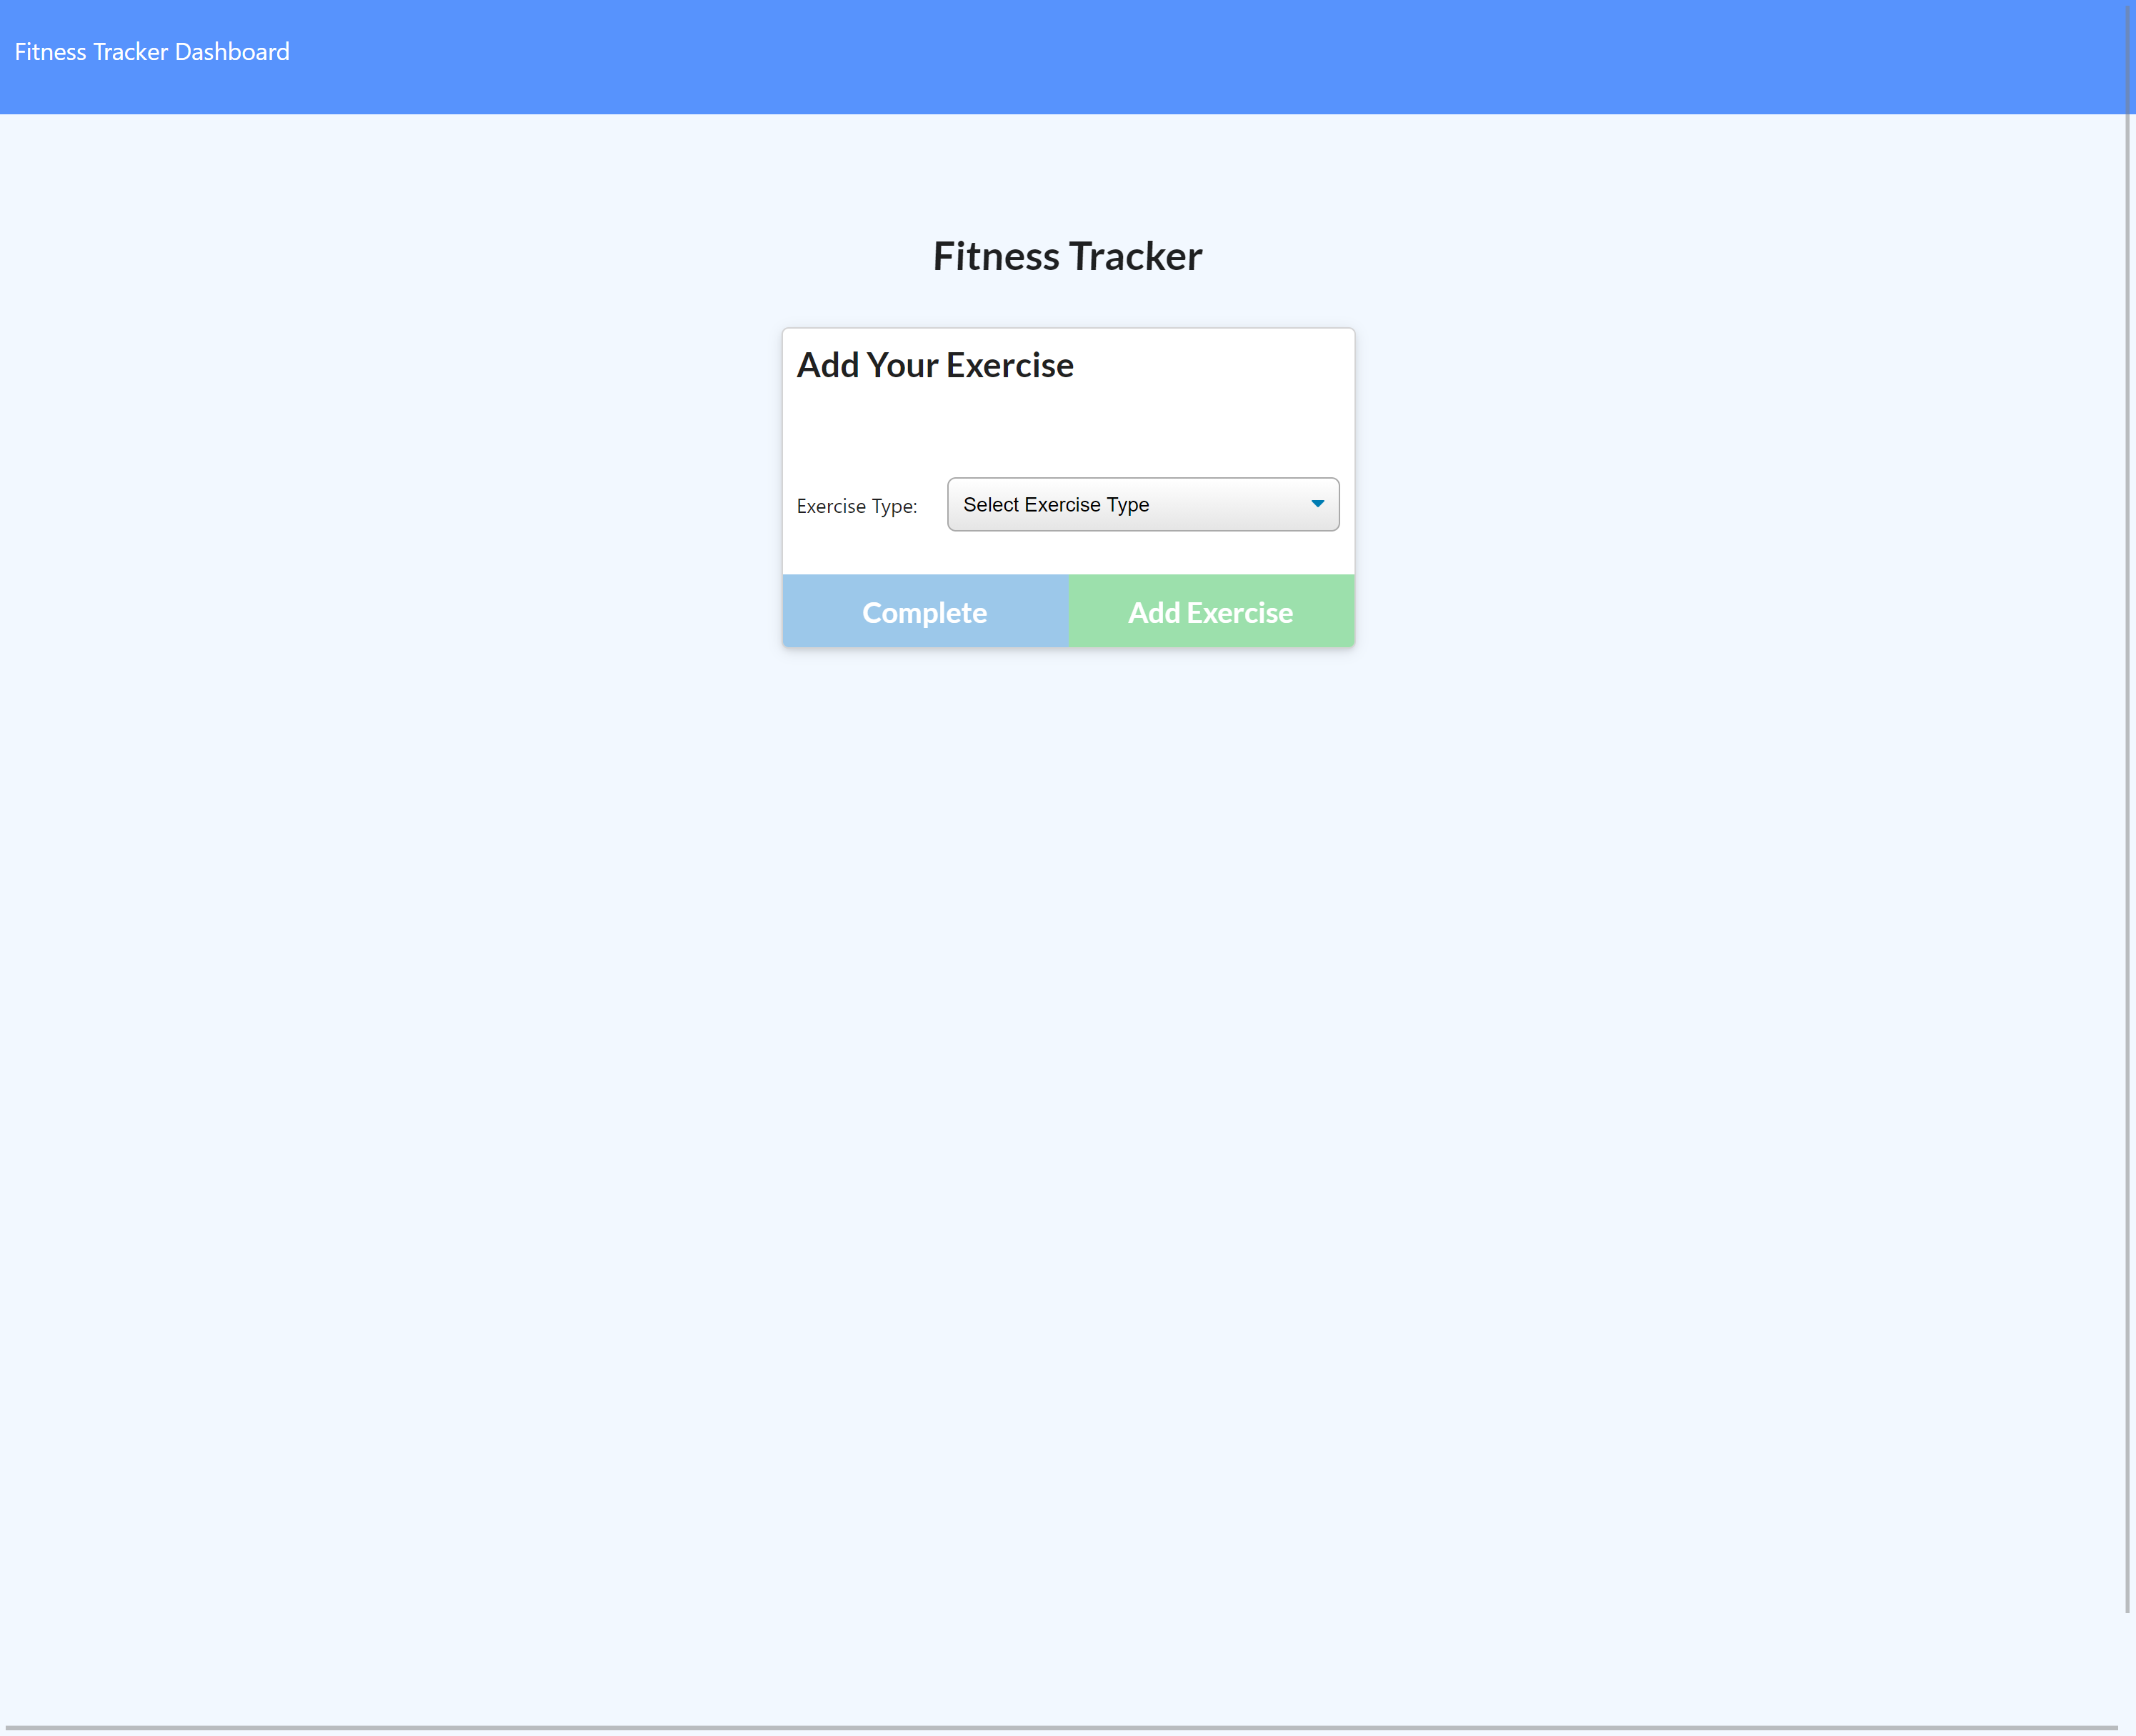 Fitness Tracker Dashboard
Fitness Tracker
Add Your Exercise
Exercise Type: Select Exercise Type
Complete Add Exercise